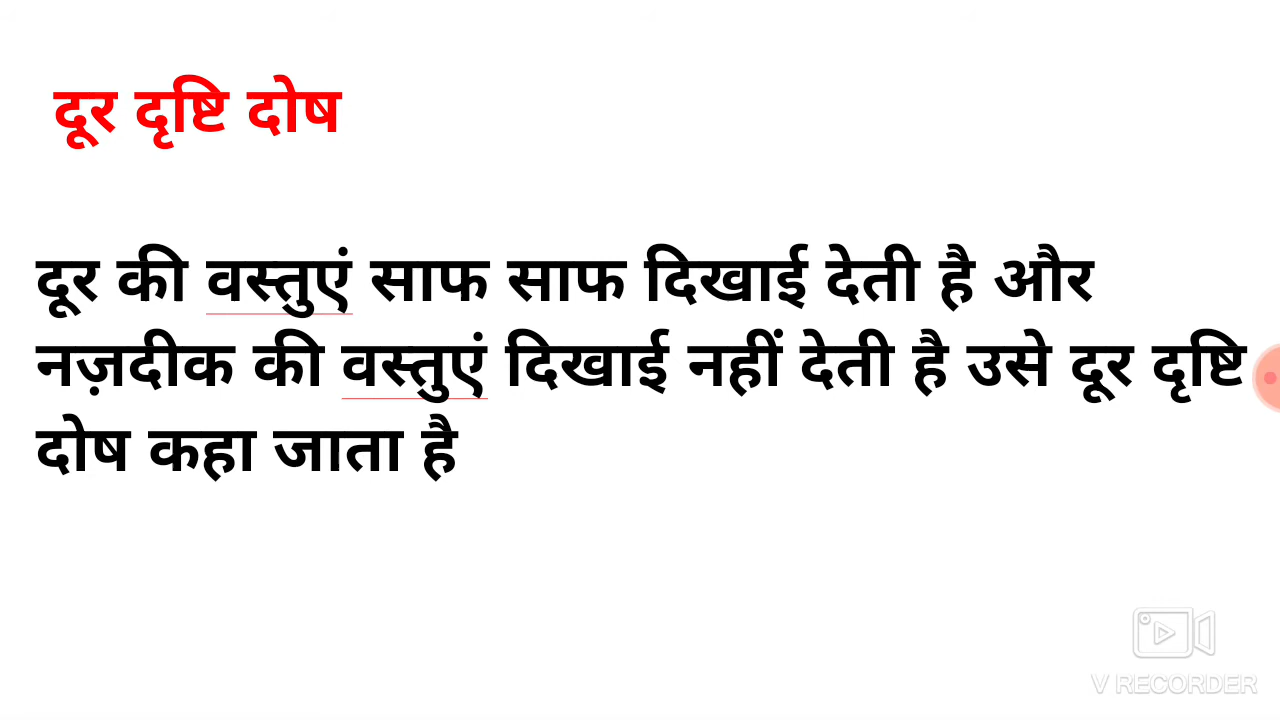 दूर दृष्टि दोष
दूर की वस्तुएं साफ साफ दिखाई देती है और
नज़दीक की वस्तुएं दिखाई नहीं देती है उसे दूर दृष्टि
दोष कहा जाता है
V RECORDER